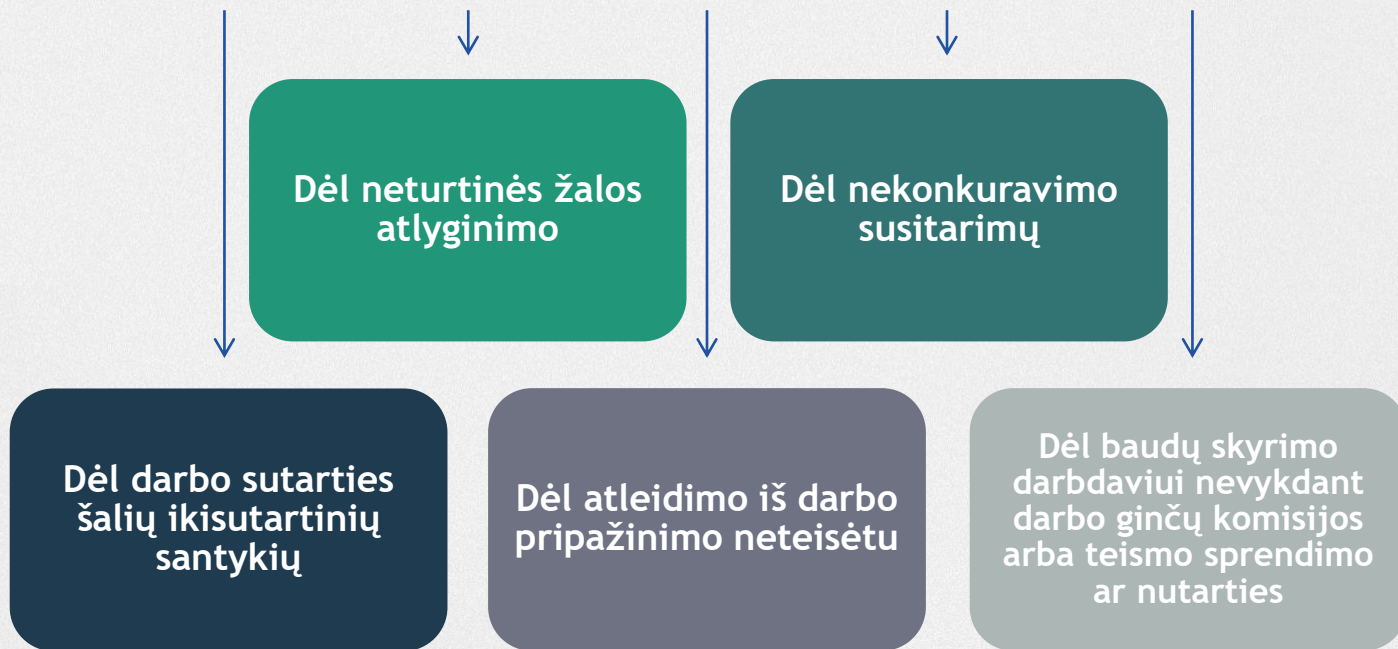 Dėl neturtinės žalos
atlyginimo
Dėl nekonkuravimo
susitarimų
Dėl darbo sutarties
šalių ikisutartinių
santykių
Dėl atleidimo iš darbo
pripažinimo neteisėtu
Dėl baudų skyrimo
darbdaviui nevykdant
darbo ginčų komisijos
arba teismo sprendimo
ar nutarties